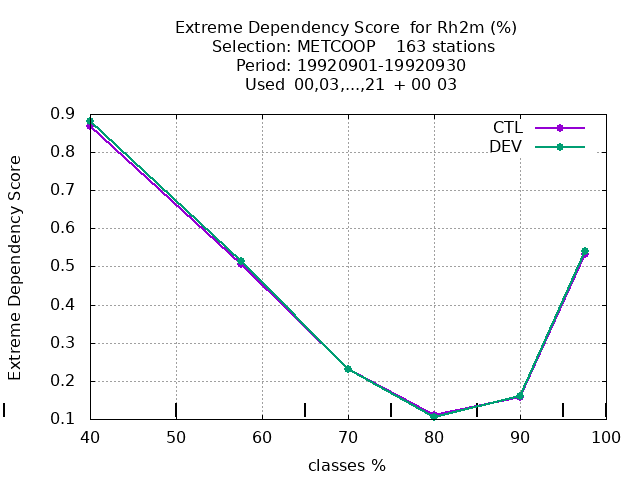 Extreme Dependency Score  for Rh2m (%)
Selection: METCOOP    163 stations
Period: 19920901-19920930
Used  00,03,...,21  + 00 03
CTL
DEV
Extreme Dependency Score
0.9
0.8
0.7
0.6
0.5
0.4
0.3
0.2
0.1
40 50 60 70 80 90 100
classes %